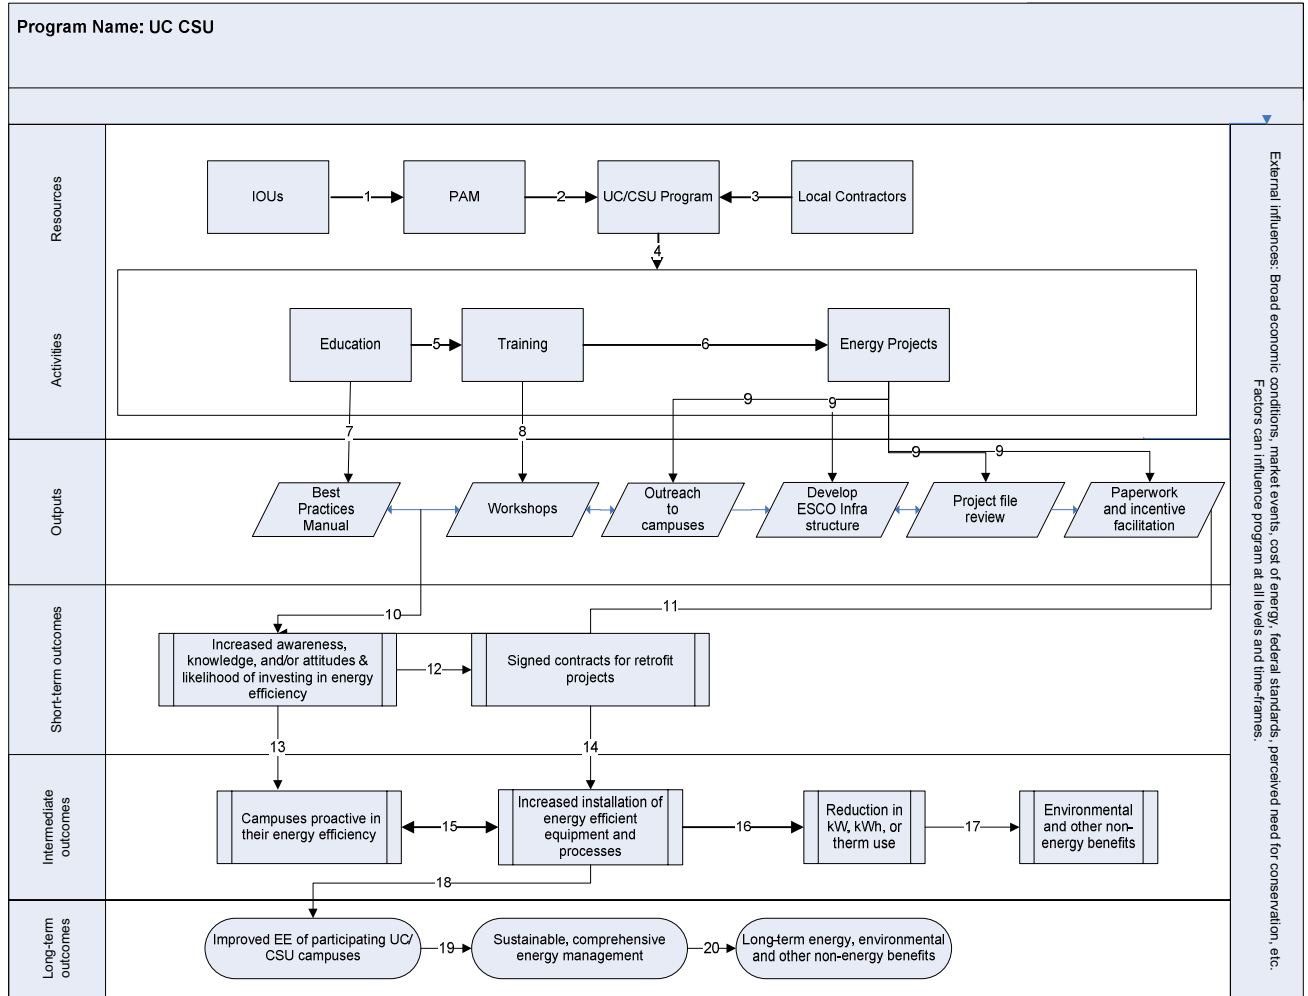 Program Name: UC CSU
Resources
IOUs
1
PAM
2
UC/CSU Program
3
Local Contractors
4
Activities
Education
5
Training
6
Energy Projects
7
8
9
9
9
9
Outputs
Best
Practices
Manual
Workshops
Outreach
to
campuses
Develop
ESCO Infra
structure
Project file
review
Paperwork
and incentive
facilitation
10
11
Short-term outcomes
Increased awareness,
knowledge, and/or attitudes &
likelihood of investing in energy
efficiency
12
Signed contracts for retrofit
projects
13
14
Intermediate
outcomes
Campuses proactive in
their energy efficiency
15
Increased installation of
energy efficient
equipment and
processes
16
Reduction in
kW, kWh, or
therm use
17
Environmental
and other non-
energy benefits
18
Long-term
outcomes
Improved EE of participating UC/
CSU campuses
19
Sustainable, comprehensive
energy management
20
Long-term energy, environmental
and other non-energy benefits
External influences: Broad economic conditions, market events, cost of energy, federal standards, perceived need for conservation, etc.
Factors can influence program at all levels and time-frames.